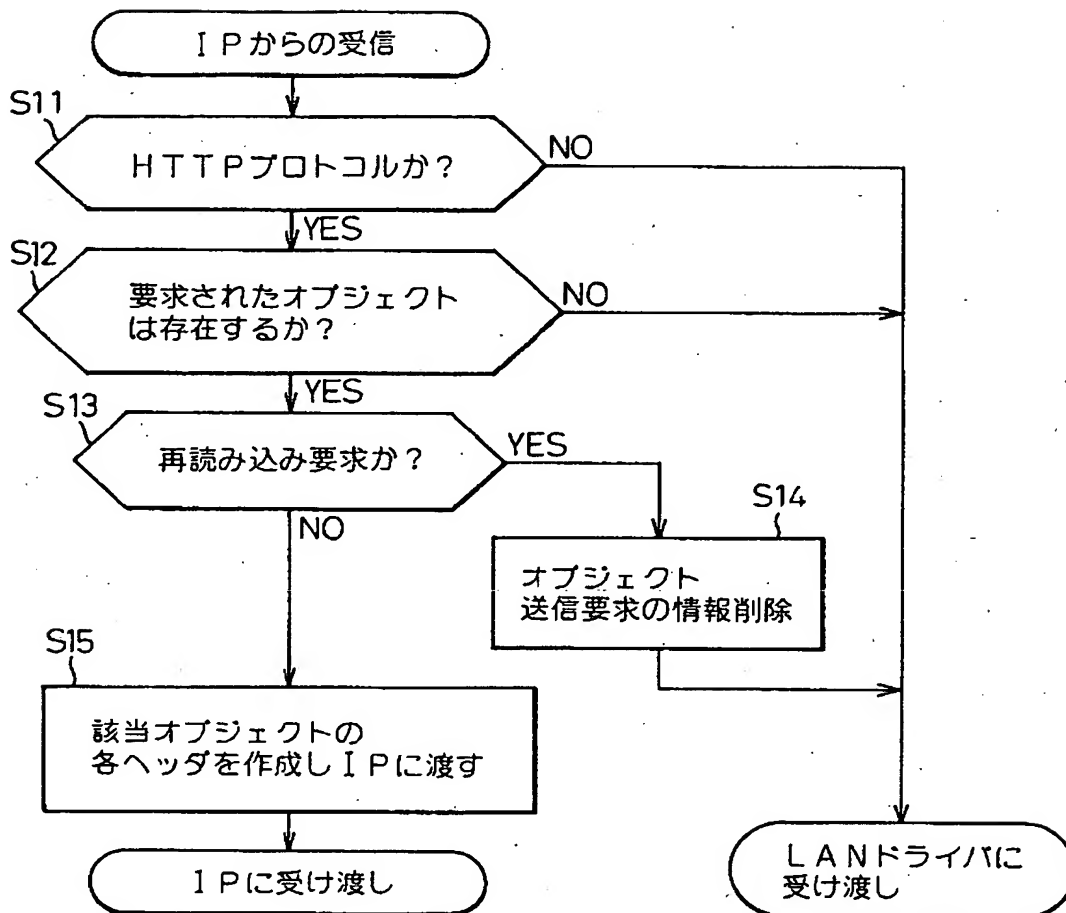 IPからの受信
S11
HTTPプロトコルか？
NO
YES
S12
要求されたオブジェクト
は存在するか？
NO
YES
S13
再読み込み要求か？
YES
NO
S14
オブジェクト
送信要求の情報削除
S15
該当オブジェクトの
各ヘッダを作成しIPに渡す
IPに受け渡し
LANドライバに
受け渡し